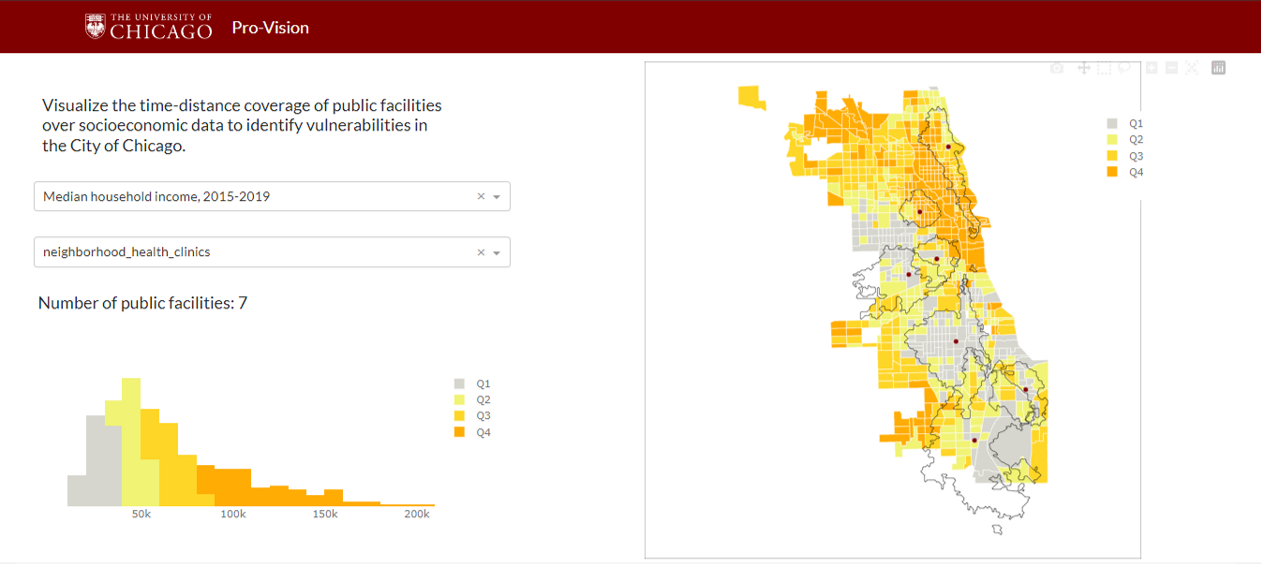 THE UNIVERSITY OF
CHICAGO
Pro-Vision
Visualize the time-distance coverage of public facilities
over socioeconomic data to identify vulnerabilities in
the City of Chicago.
Median household income, 2015-2019
neighborhood_health_clinics
Number of public facilities: 7
Q1
Q2
Q3
Q4
50k
100k
150k
200k
Q1
Q2
Q3
Q4